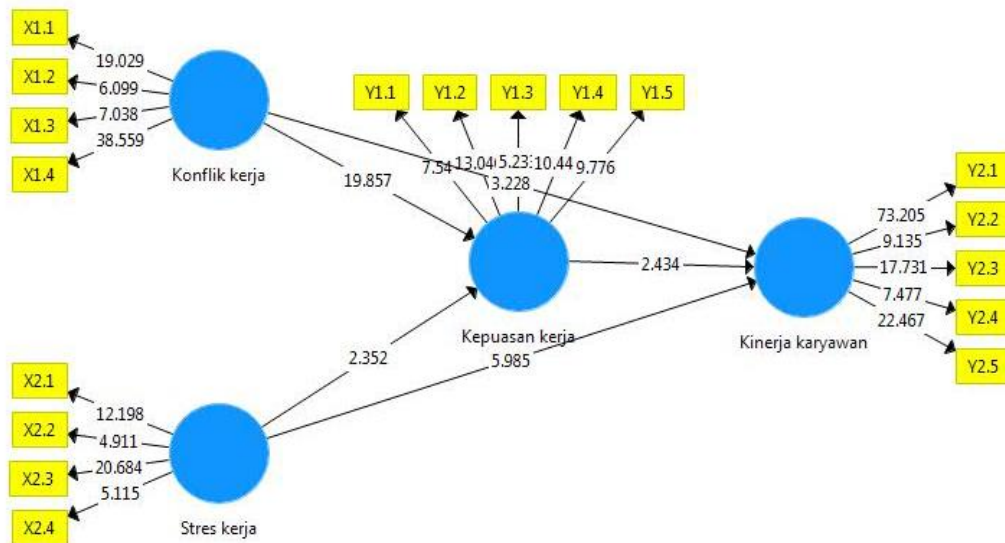 X1.1
X1.2
X1.3
X1.4
19.029
6.099
7.038
38.559
Konflik kerja
Y1.1
Y1.2
Y1.3
Y1.4
Y1.5
7.54
13.04
5.23
10.44
9.776
3.228
19.857
Kepuasan kerja
2.434
2.352
5.985
Kinerja karyawan
Y2.1
Y2.2
Y2.3
Y2.4
Y2.5
73.205
9.135
17.731
7.477
22.467
X2.1
X2.2
X2.3
X2.4
12.198
4.911
20.684
5.115
Stres kerja